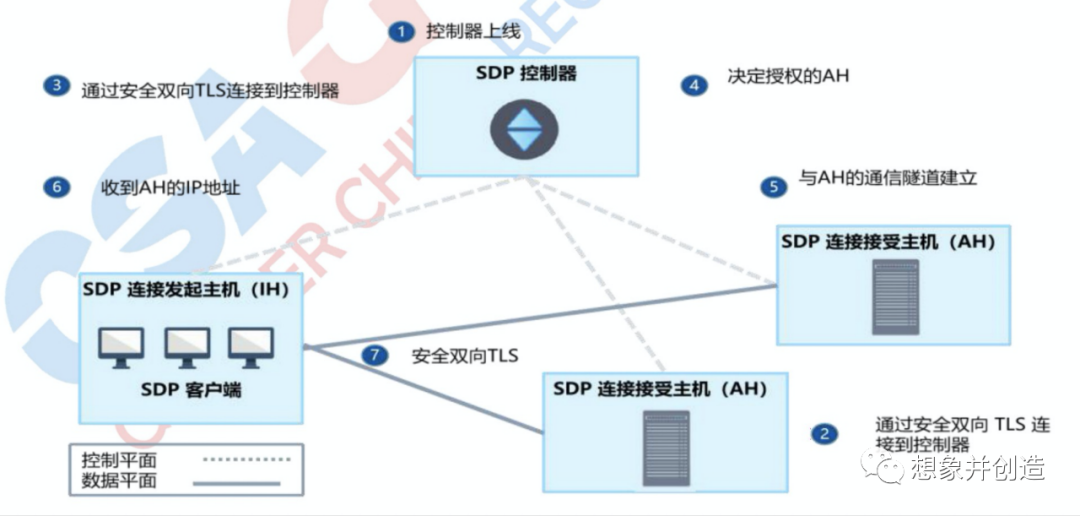 1 控制器上线
SDP 控制器
3 通过安全双向TLS连接到控制器
4 决定授权的AH
6 收到AH的IP地址
5 与AH的通信隧道建立
SDP 连接接受主机（AH）
SDP 连接发起主机（IH）
SDP 客户端
7 安全双向TLS
SDP 连接接受主机（AH）
2 通过安全双向 TLS 连
接到控制器
控制平面
数据平面
想象并创造
CSA